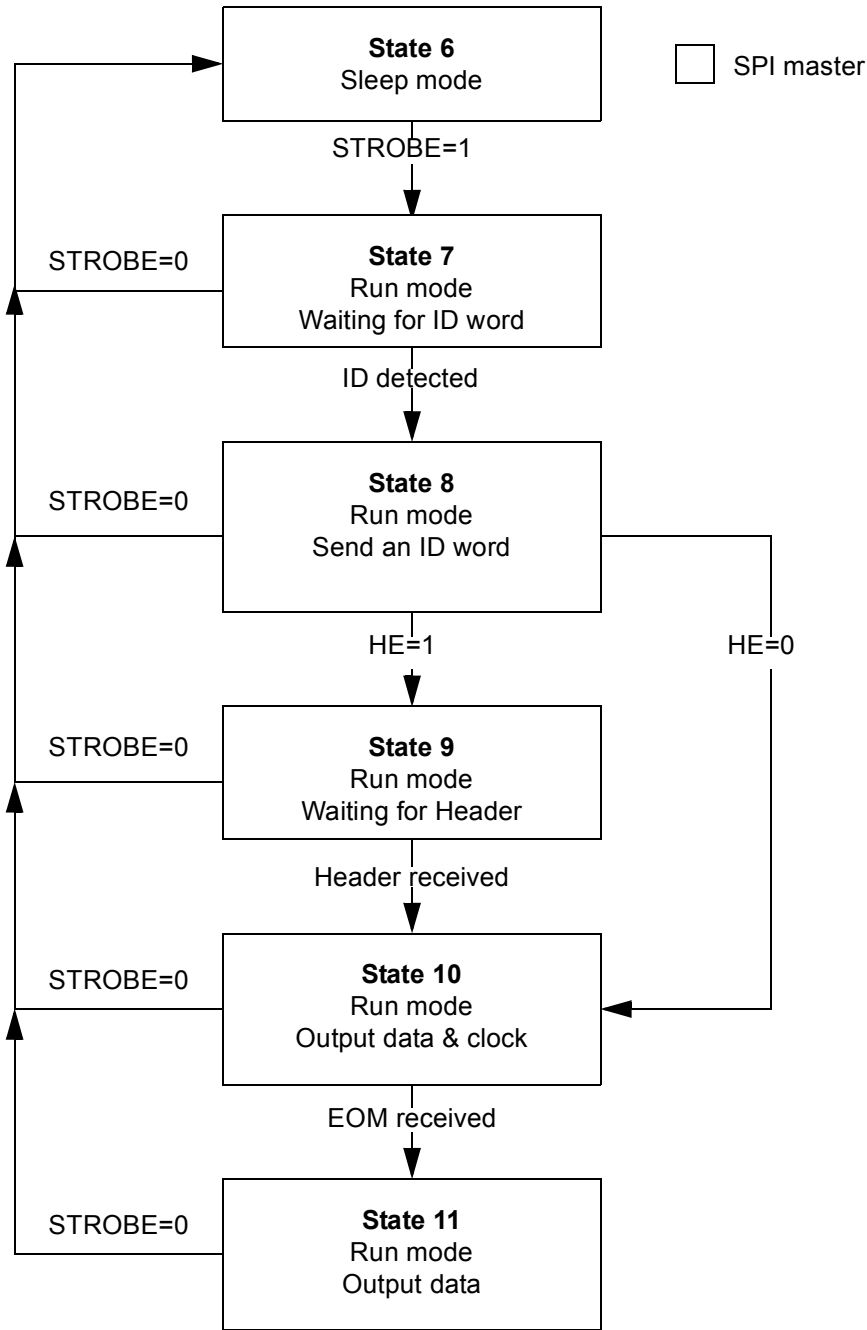 State 6
Sleep mode
SPI master
STROBE=1
STROBE=0
State 7
Run mode
Waiting for ID word
ID detected
STROBE=0
State 8
Run mode
Send an ID word
HE=1
HE=0
STROBE=0
State 9
Run mode
Waiting for Header
Header received
STROBE=0
State 10
Run mode
Output data & clock
EOM received
STROBE=0
State 11
Run mode
Output data